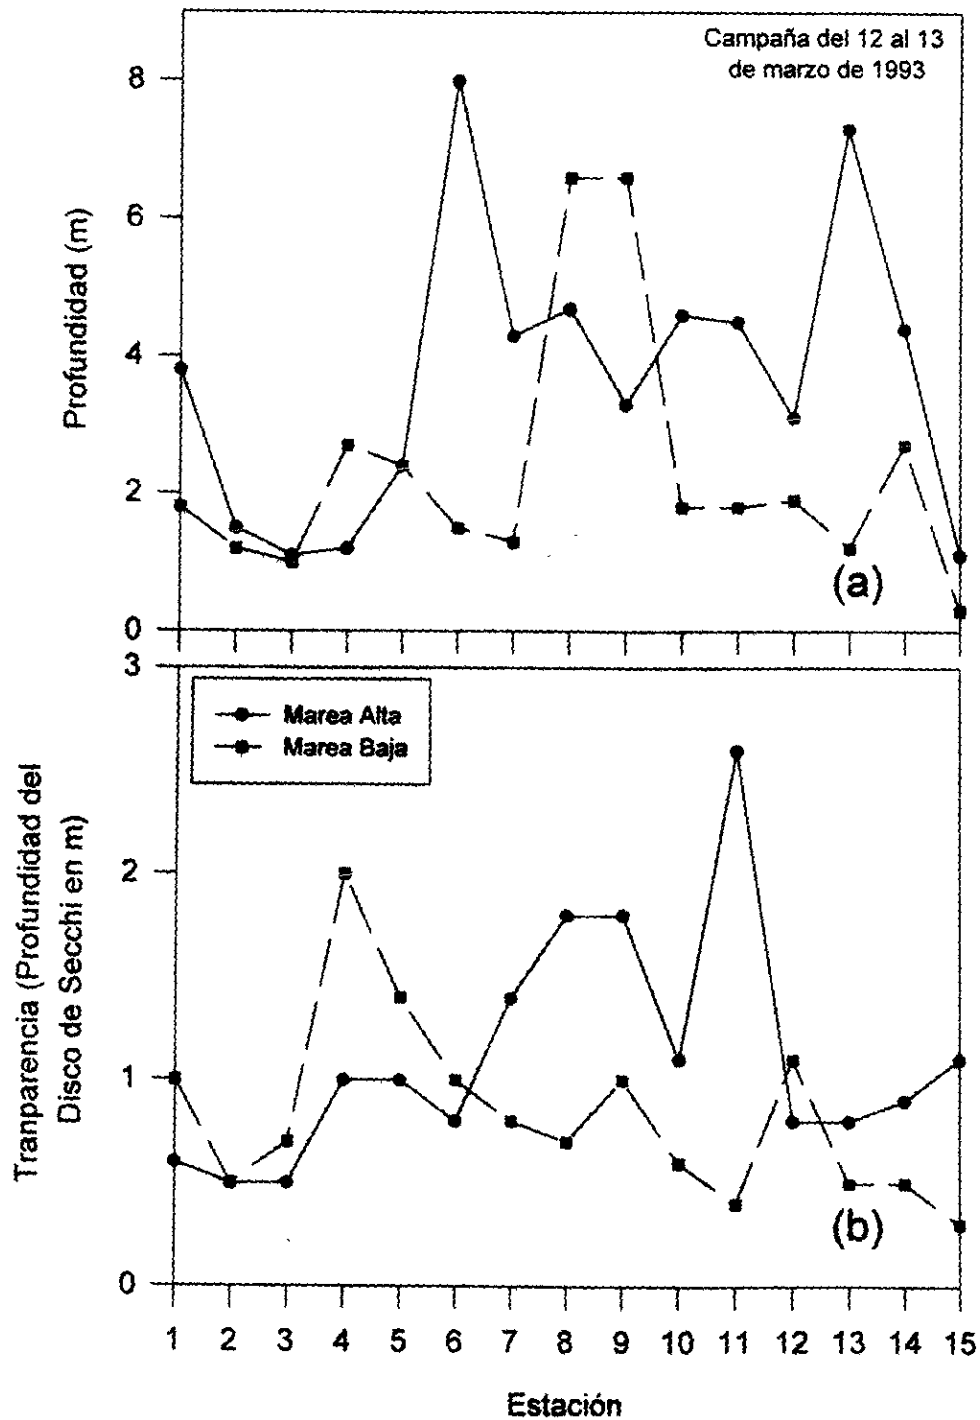 Campaña del 12 al 13
de marzo de 1993
8
6
4
2
0
Profundidad (m)
(a)
3
2
1
0
Tranparencia (Profundidad del
Disco de Secchi en m)
Marea Alta
Marea Baja
(b)
1 2 3 4 5 6 7 8 9 10 11 12 13 14 15
Estación